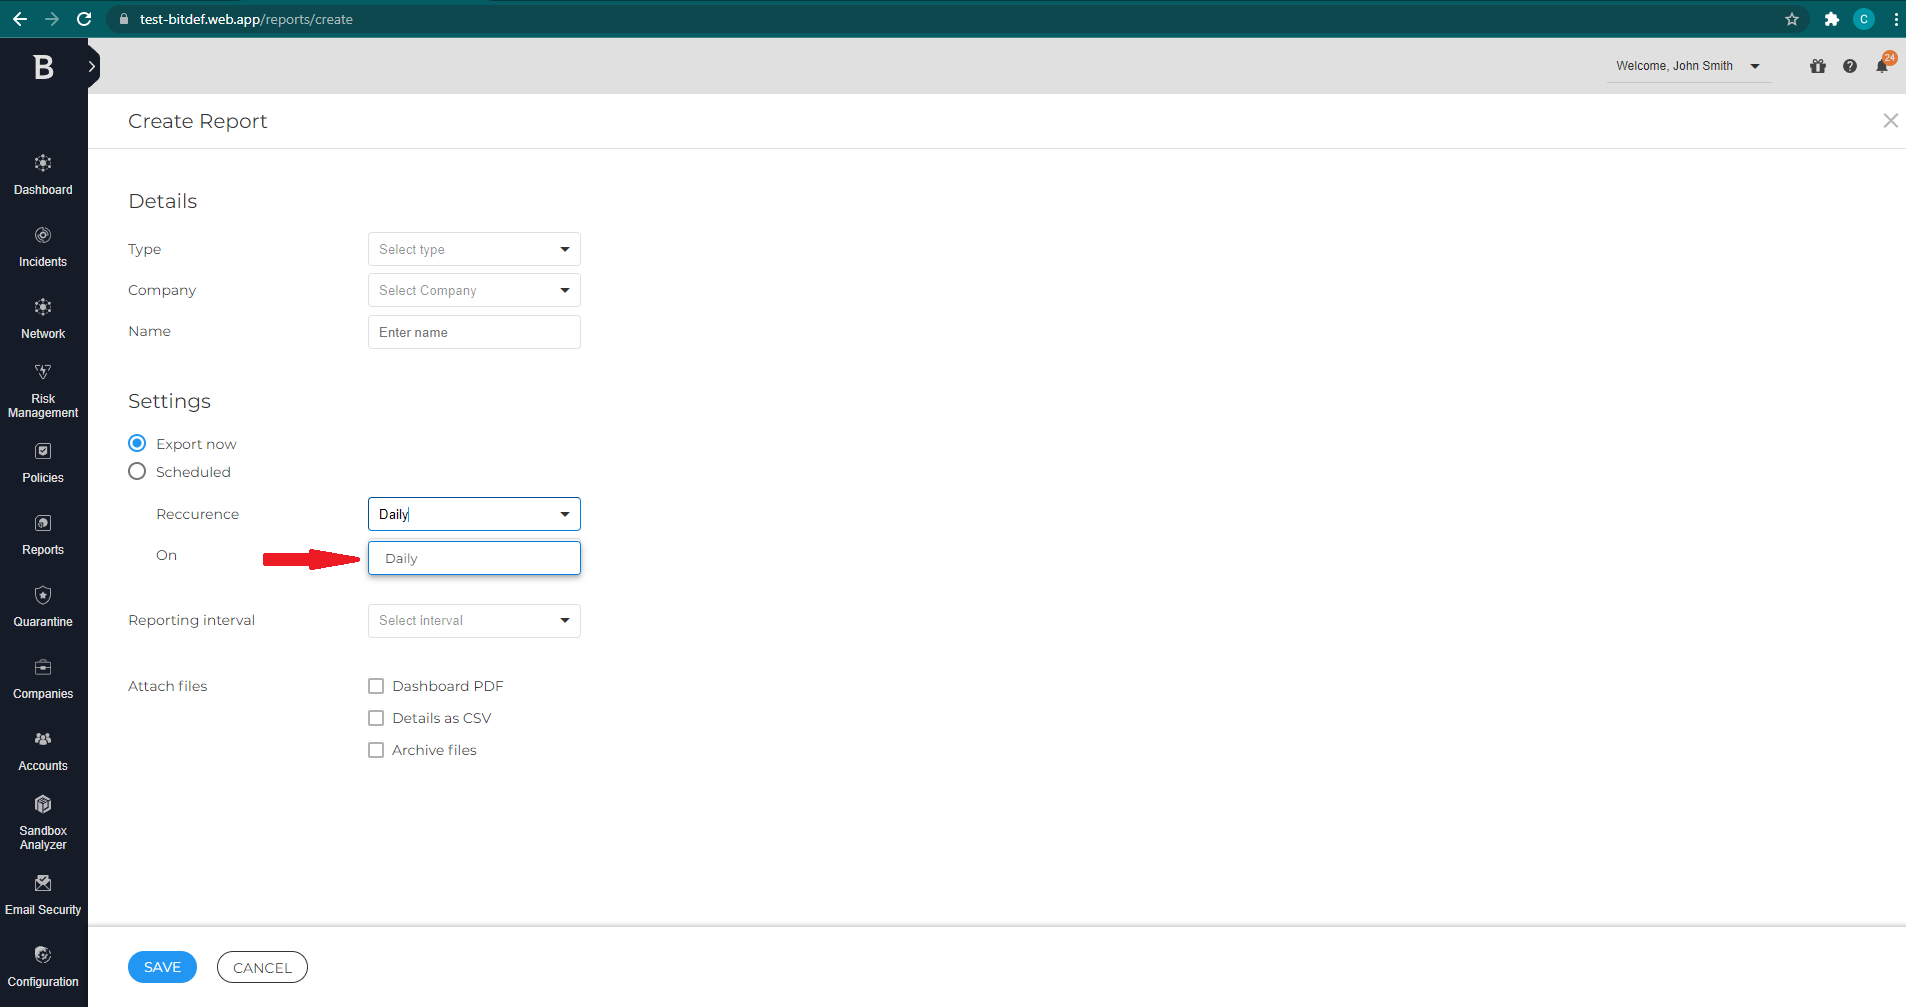 test-bitdef.web.app/reports/create
C
B
Welcome, John Smith
24
Create Report
Dashboard
Incidents
Network
Risk
Management
Policies
Reports
Quarantine
Companies
Accounts
Sandbox
Analyzer
Email Security
Configuration
Details
Type
Select type
Company
Select Company
Name
Enter name
Settings
Export now
Scheduled
Reccurence
Daily
On
Daily
Reporting interval
Select interval
Attach files
Dashboard PDF
Details as CSV
Archive files
SAVE
CANCEL